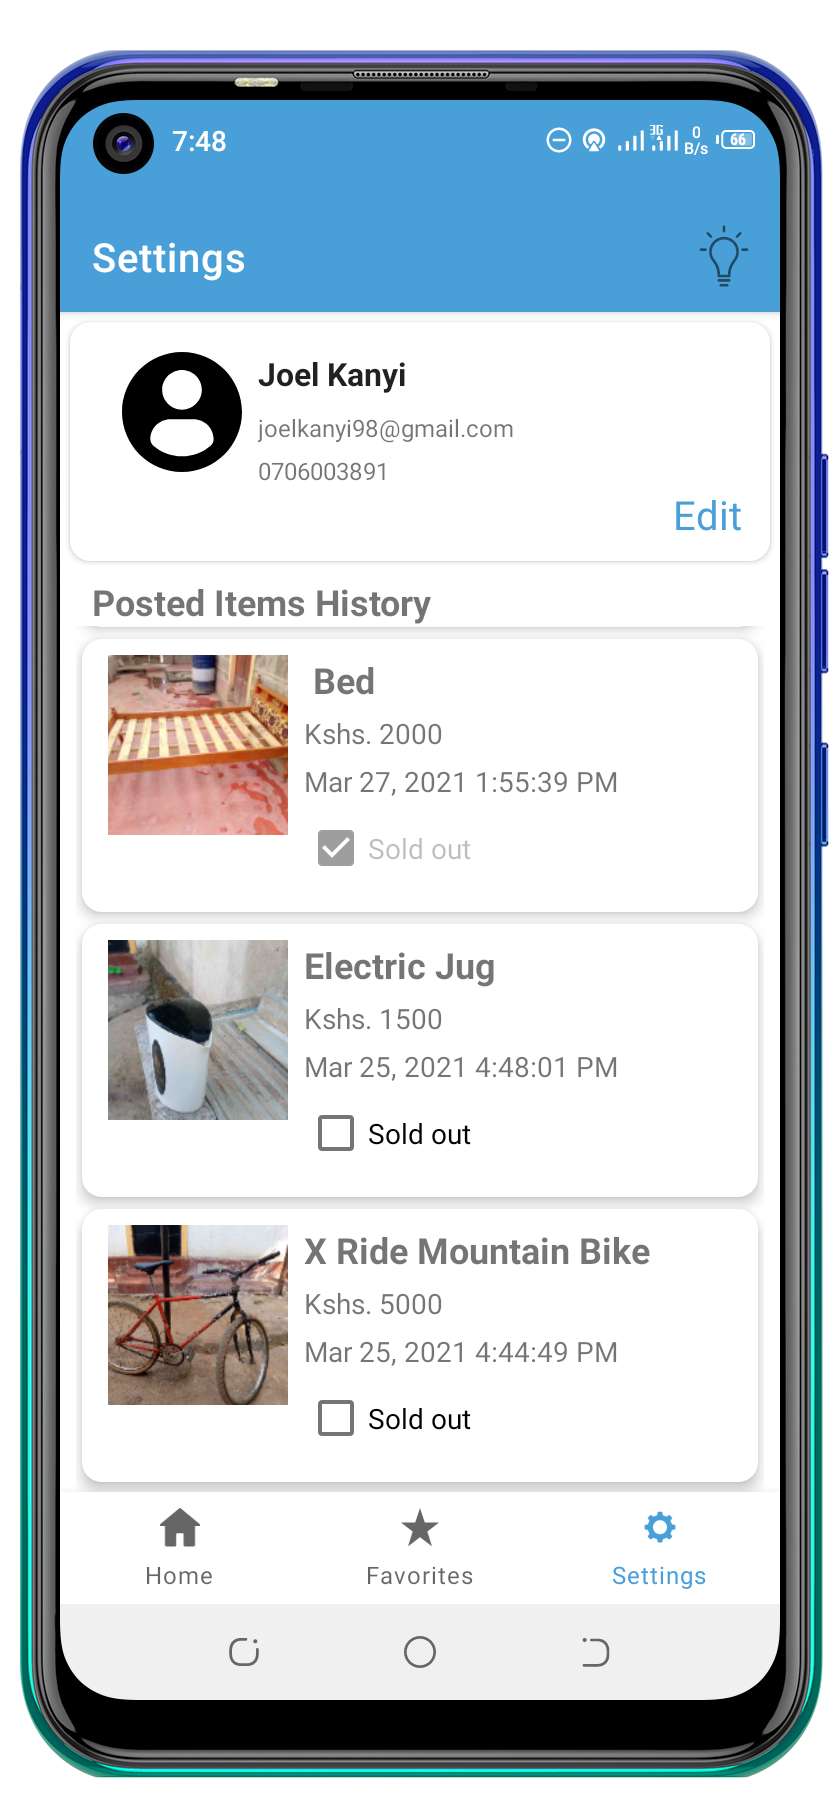 7:48
3G
0
B/s
66
Settings
Joel Kanyi
joelkanyi98@gmail.com
0706003891
Edit
Posted Items History
Bed
Kshs. 2000
Mar 27, 2021 1:55:39 PM
Sold out
Electric Jug
Kshs. 1500
Mar 25, 2021 4:48:01 PM
Sold out
X Ride Mountain Bike
Kshs. 5000
Mar 25, 2021 4:44:49 PM
Sold out
Home
Favorites
Settings